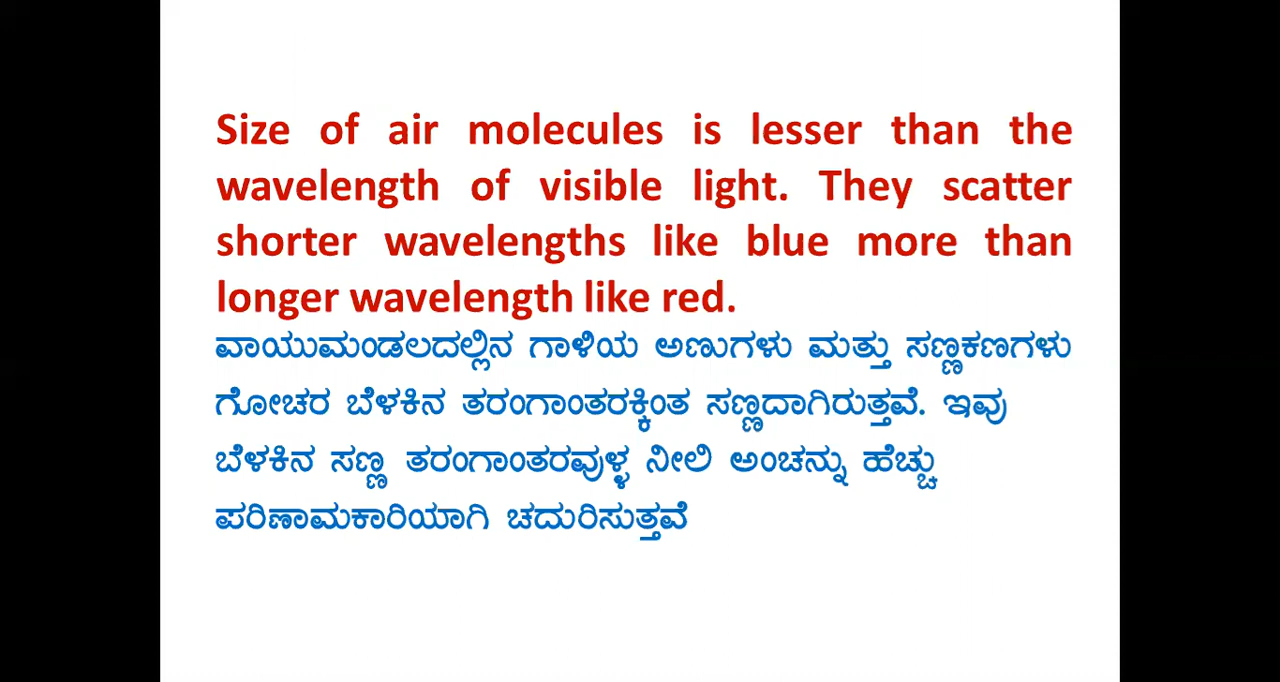 Size of air molecules is lesser than the
wavelength of visible light. They scatter
shorter wavelengths like blue more than
longer wavelength like red.
ವಾಯುಮಂಡಲದಲ್ಲಿನ ಗಾಳಿಯ ಅಣುಗಳು ಮತ್ತು ಸಣ್ಣಕಣಗಳು
ಗೋಚರ ಬೆಳಕಿನ ತರಂಗಾಂತರಕ್ಕಿಂತ ಸಣ್ಣದಾಗಿರುತ್ತವೆ. ಇವು
ಬೆಳಕಿನ ಸಣ್ಣ ತರಂಗಾಂತರವುಳ್ಳ ನೀಲಿ ಅಂಚನ್ನು ಹೆಚ್ಚು
ಪರಿಣಾಮಕಾರಿಯಾಗಿ ಚದುರಿಸುತ್ತವೆ